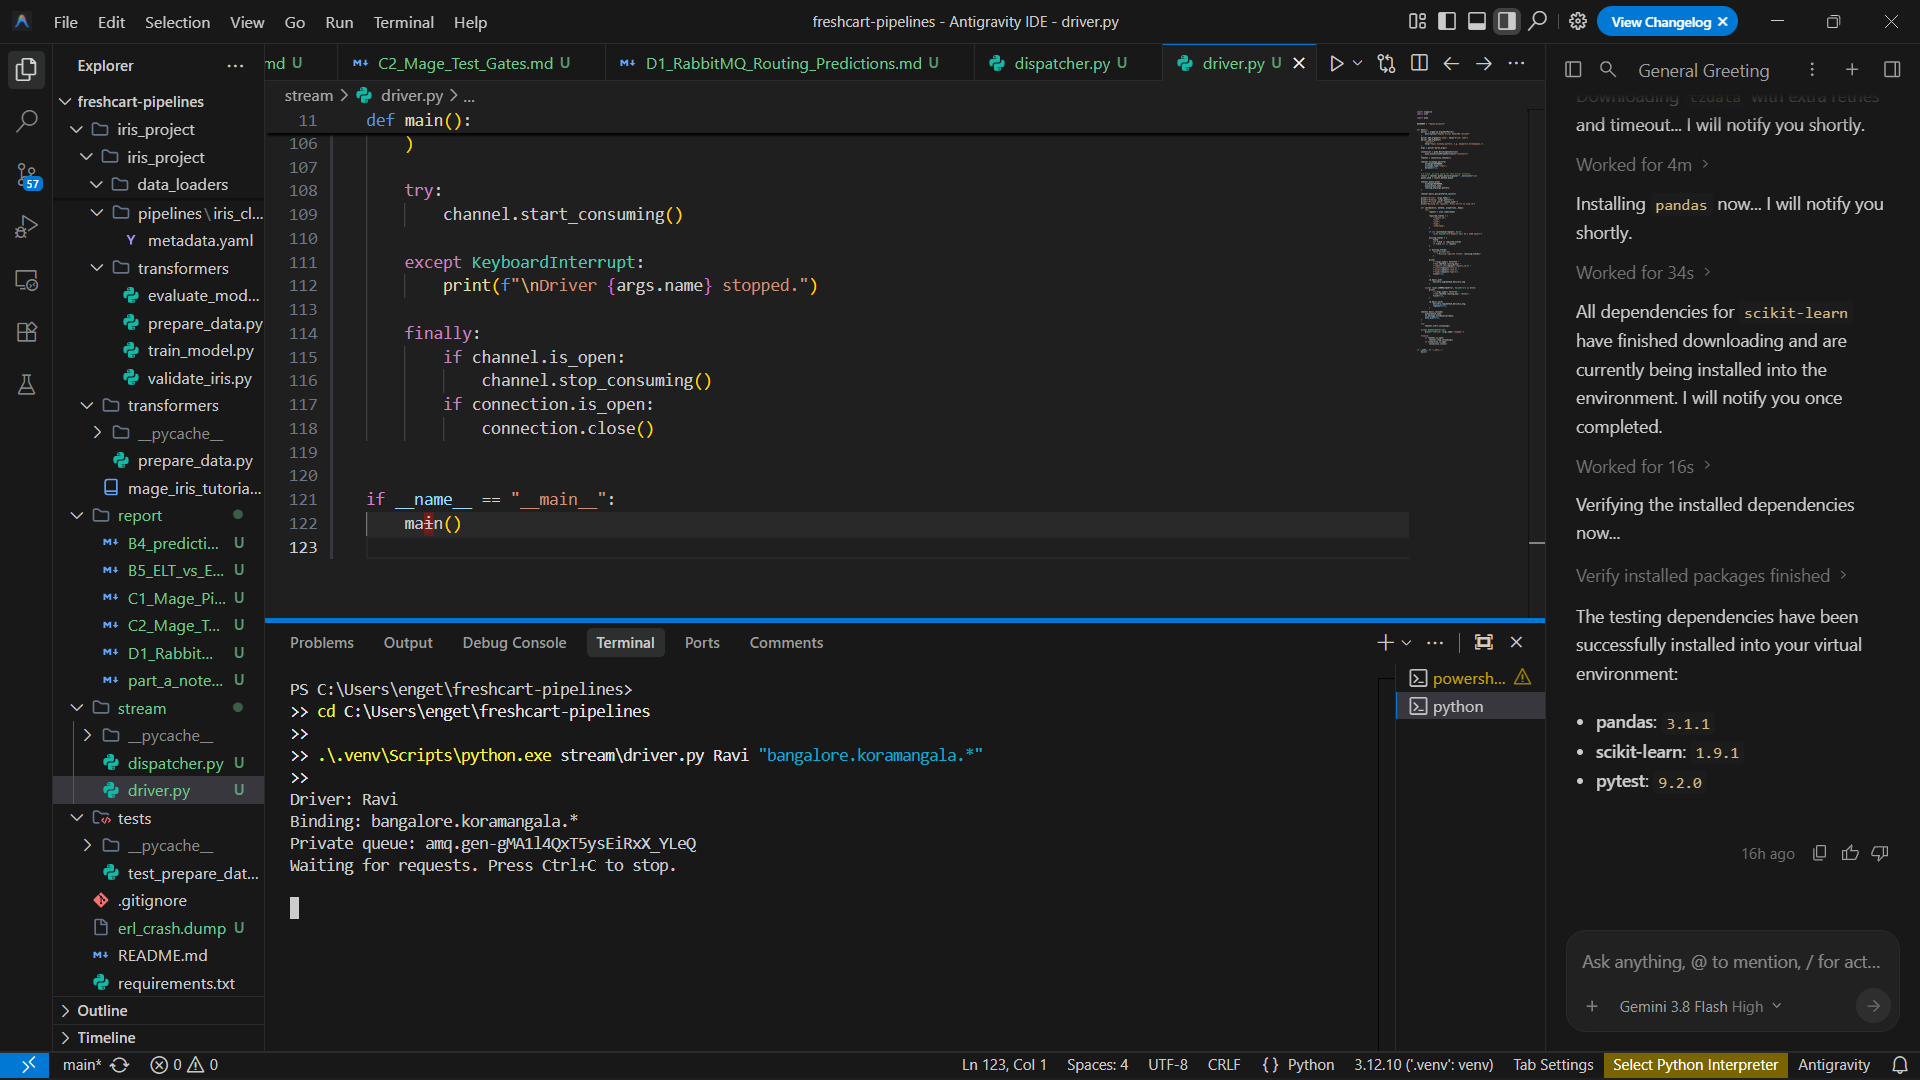 File Edit Selection View Go Run Terminal Help
freshcart-pipelines - Antigravity IDE - driver.py
View Changelog ×
Explorer
freshcart-pipelines
iris_project
iris_project
data_loaders
pipelines\iris_cl...
metadata.yaml
transformers
evaluate_mod...
prepare_data.py
train_model.py
validate_iris.py
transformers
__pycache__
prepare_data.py
mage_iris_tutoria...
report
B4_predicti... U
B5_ELT_vs_E... U
C1_Mage_Pi... U
C2_Mage_T... U
D1_Rabbit... U
part_a_note... U
stream
__pycache__
dispatcher.py U
driver.py U
tests
__pycache__
test_prepare_dat...
.gitignore
erl_crash.dump U
README.md
requirements.txt
Outline
Timeline
57
md U
C2_Mage_Test_Gates.md U
D1_RabbitMQ_Routing_Predictions.md U
dispatcher.py U
driver.py U
stream > driver.py > ...
11 def main():
106 )
107
108 try:
109 channel.start_consuming()
110
111 except KeyboardInterrupt:
112 print(f"\nDriver {args.name} stopped.")
113
114 finally:
115 if channel.is_open:
116 channel.stop_consuming()
117 if connection.is_open:
118 connection.close()
119
120
121 if __name__ == "__main__":
122 main()
123
Problems Output Debug Console Terminal Ports Comments
PS C:\Users\enget\freshcart-pipelines>
>> cd C:\Users\enget\freshcart-pipelines
>>
>> .\.venv\Scripts\python.exe stream\driver.py Ravi "bangalore.koramangala.*"
>>
Driver: Ravi
Binding: bangalore.koramangala.*
Private queue: amq.gen-gMA1l4QxT5ysEiRxX_YLeQ
Waiting for requests. Press Ctrl+C to stop.
powersh...
python
General Greeting
Downloading tzdata with extra retries
and timeout... I will notify you shortly.
Worked for 4m
Installing pandas now... I will notify you
shortly.
Worked for 34s
All dependencies for scikit-learn
have finished downloading and are
currently being installed into the
environment. I will notify you once
completed.
Worked for 16s
Verifying the installed dependencies
now...
Verify installed packages finished
The testing dependencies have been
successfully installed into your virtual
environment:
• pandas: 3.1.1
• scikit-learn: 1.9.1
• pytest: 9.2.0
16h ago
Ask anything, @ to mention, / for act...
Gemini 3.8 Flash High
main* 0 0
Ln 123, Col 1 Spaces: 4 UTF-8 CRLF {} Python 3.12.10 ('.venv': venv) Tab Settings Select Python Interpreter Antigravity